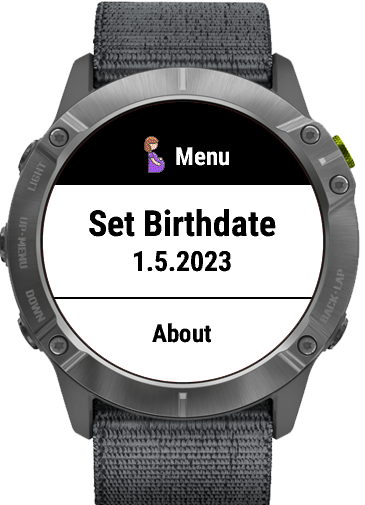 Menu
Set Birthdate
1.5.2023
About
LIGHT
UP·MENU
DOWN
BACK·LAP